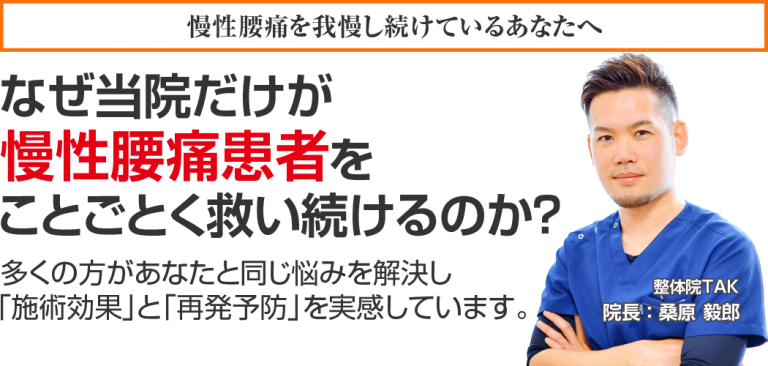 慢性腰痛を我慢し続けているあなたへ
なぜ当院だけが
慢性腰痛患者を
ことごとく救い続けるのか?
多くの方があなたと同じ悩みを解決し
「施術効果」と「再発予防」を実感しています。
整体院TAK
院長:桑原 毅郎